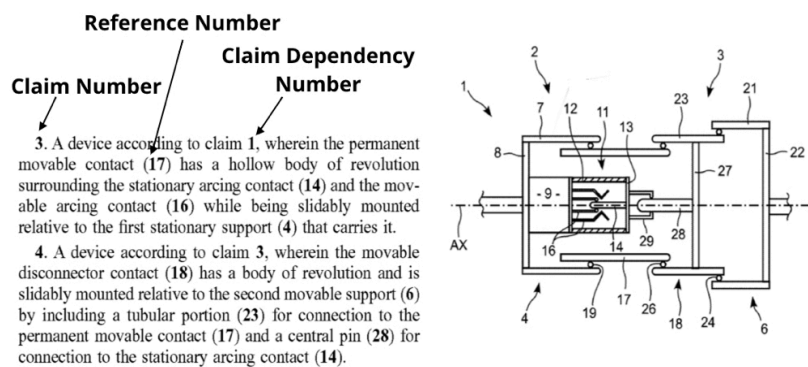 Reference Number
Claim Dependency
Number
Claim Number
3. A device according to claim 1, wherein the permanent
movable contact (17) has a hollow body of revolution
surrounding the stationary arcing contact (14) and the mov-
able arcing contact (16) while being slidably mounted
relative to the first stationary support (4) that carries it.
4. A device according to claim 3, wherein the movable
disconnector contact (18) has a body of revolution and is
slidably mounted relative to the second movable support (6)
by including a tubular portion (23) for connection to the
permanent movable contact (17) and a central pin (28) for
connection to the stationary arcing contact (14).
2
3
1
7
12
11
23
21
13
8
22
27
- 9 -
AX
16
14
29
28
4
19
17
26
18
24
6